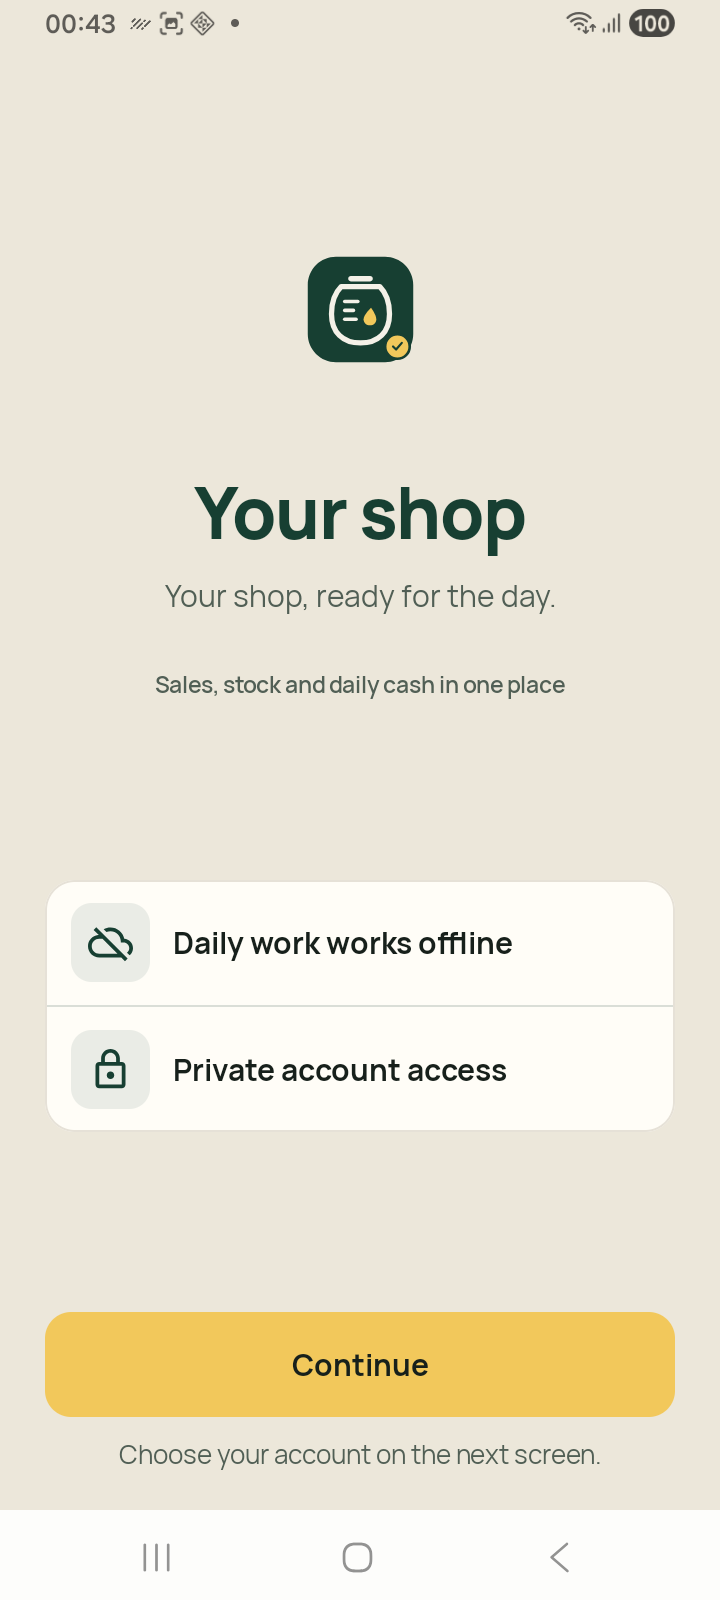 00:43
100
Your shop
Your shop, ready for the day.
Sales, stock and daily cash in one place
Daily work works offline
Private account access
Continue
Choose your account on the next screen.